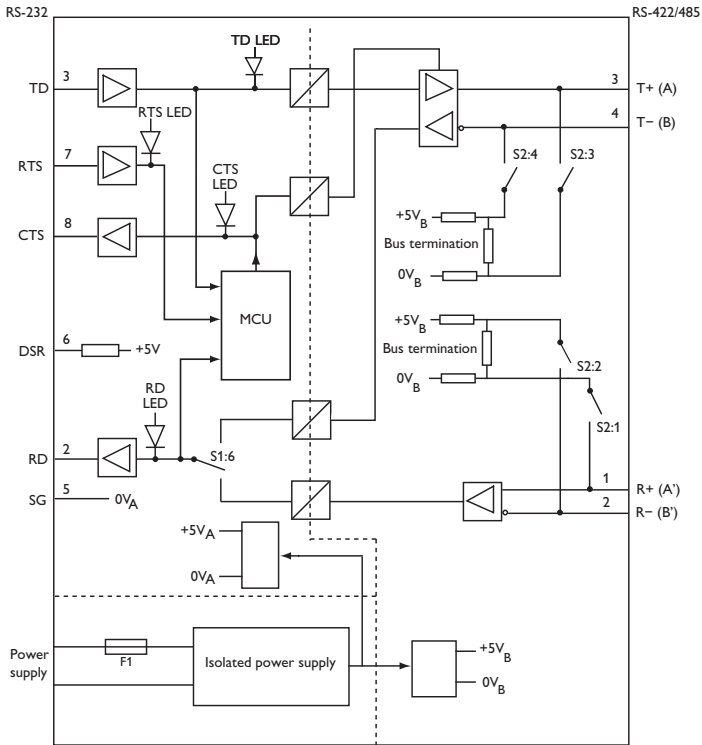 RS-232
RS-422/485
TD LED
TD
3
3
T+ (A)
RTS LED
4
T− (B)
RTS
7
S2:4
S2:3
CTS
LED
CTS
8
+5VB
Bus termination
0VB
MCU
+5VB
DSR
6
+5V
Bus termination
S2:2
0VB
RD
LED
S2:1
RD
2
S1:6
1
R+ (A')
SG
5
0VA
2
R− (B')
+5VA
0VA
Power
supply
F1
Isolated power supply
+5VB
0VB